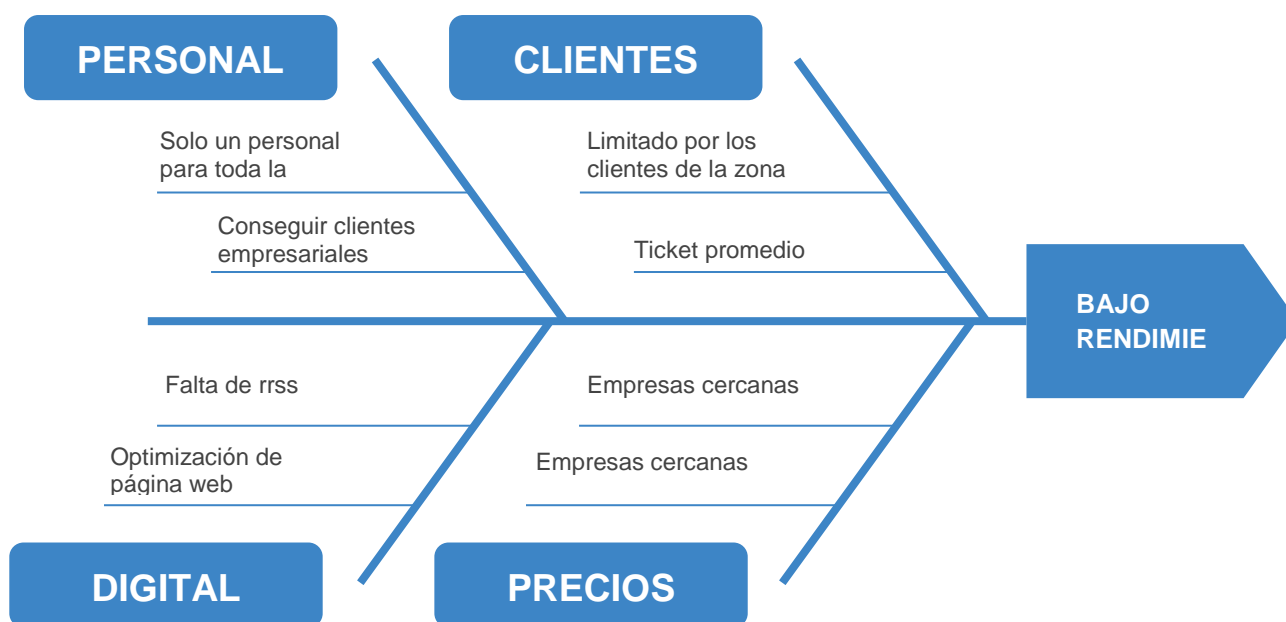 PERSONAL
CLIENTES
Solo un personal
para toda la
Limitado por los
clientes de la zona
Conseguir clientes
empresariales
Ticket promedio
BAJO
RENDIMIE
Falta de rrss
Empresas cercanas
Optimización de
página web
Empresas cercanas
DIGITAL
PRECIOS